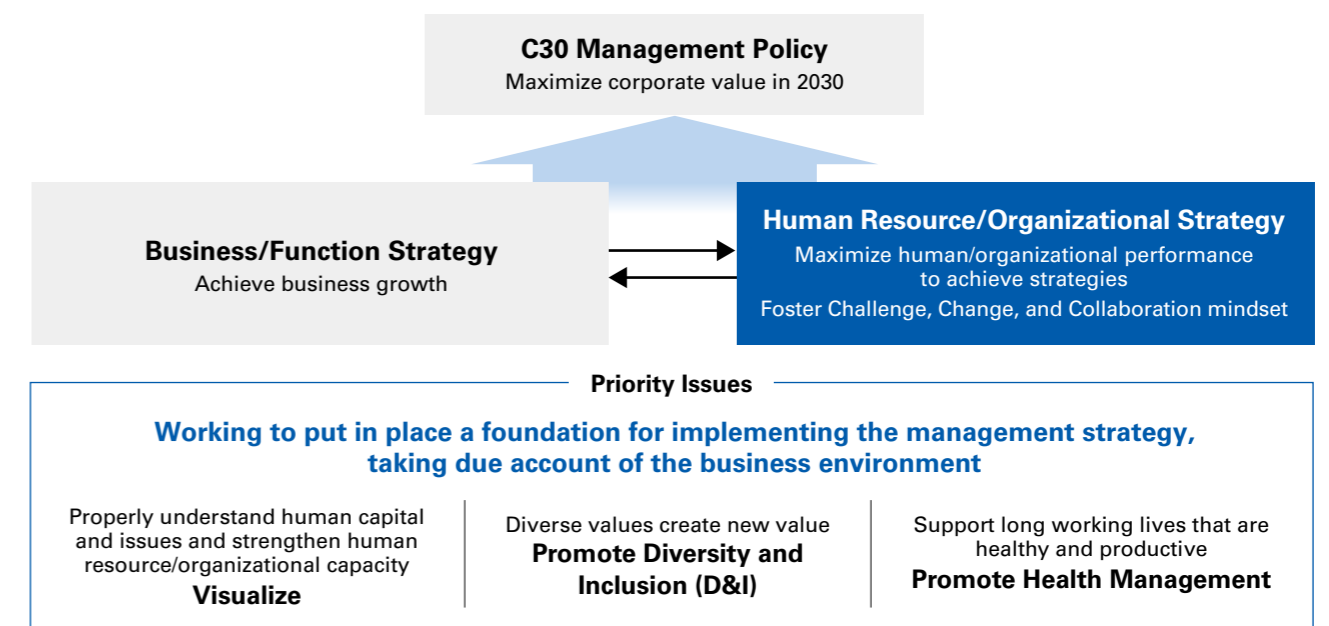 C30 Management Policy
Maximize corporate value in 2030
Business/Function Strategy
Achieve business growth
Human Resource/Organizational Strategy
Maximize human/organizational performance
to achieve strategies
Foster Challenge, Change, and Collaboration mindset
Priority Issues
Working to put in place a foundation for implementing the management strategy,
taking due account of the business environment
Properly understand human capital
and issues and strengthen human
resource/organizational capacity
Visualize
Diverse values create new value
Promote Diversity and
Inclusion (D&I)
Support long working lives that are
healthy and productive
Promote Health Management